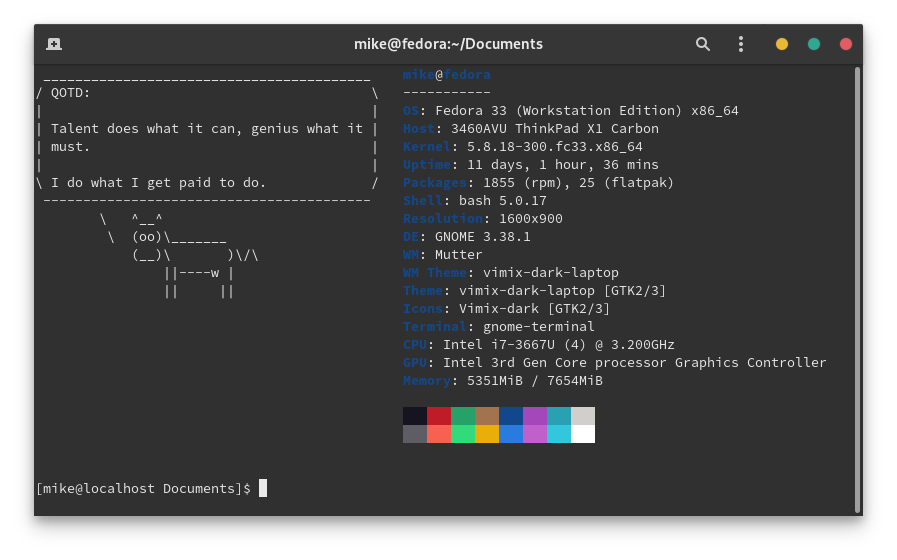 mike@fedora:~/Documents
 _________________________________________
/ QOTD:                                   \
|                                         |
| Talent does what it can, genius what it |
| must.                                   |
|                                         |
\ I do what I get paid to do.             /
 -----------------------------------------
        \   ^__^
         \  (oo)\_______
            (__)\       )\/\
                ||----w |
                ||     ||
mike@fedora
-----------
OS: Fedora 33 (Workstation Edition) x86_64
Host: 3460AVU ThinkPad X1 Carbon
Kernel: 5.8.18-300.fc33.x86_64
Uptime: 11 days, 1 hour, 36 mins
Packages: 1855 (rpm), 25 (flatpak)
Shell: bash 5.0.17
Resolution: 1600x900
DE: GNOME 3.38.1
WM: Mutter
WM Theme: vimix-dark-laptop
Theme: vimix-dark-laptop [GTK2/3]
Icons: Vimix-dark [GTK2/3]
Terminal: gnome-terminal
CPU: Intel i7-3667U (4) @ 3.200GHz
GPU: Intel 3rd Gen Core processor Graphics Controller
Memory: 5351MiB / 7654MiB
[mike@localhost Documents]$